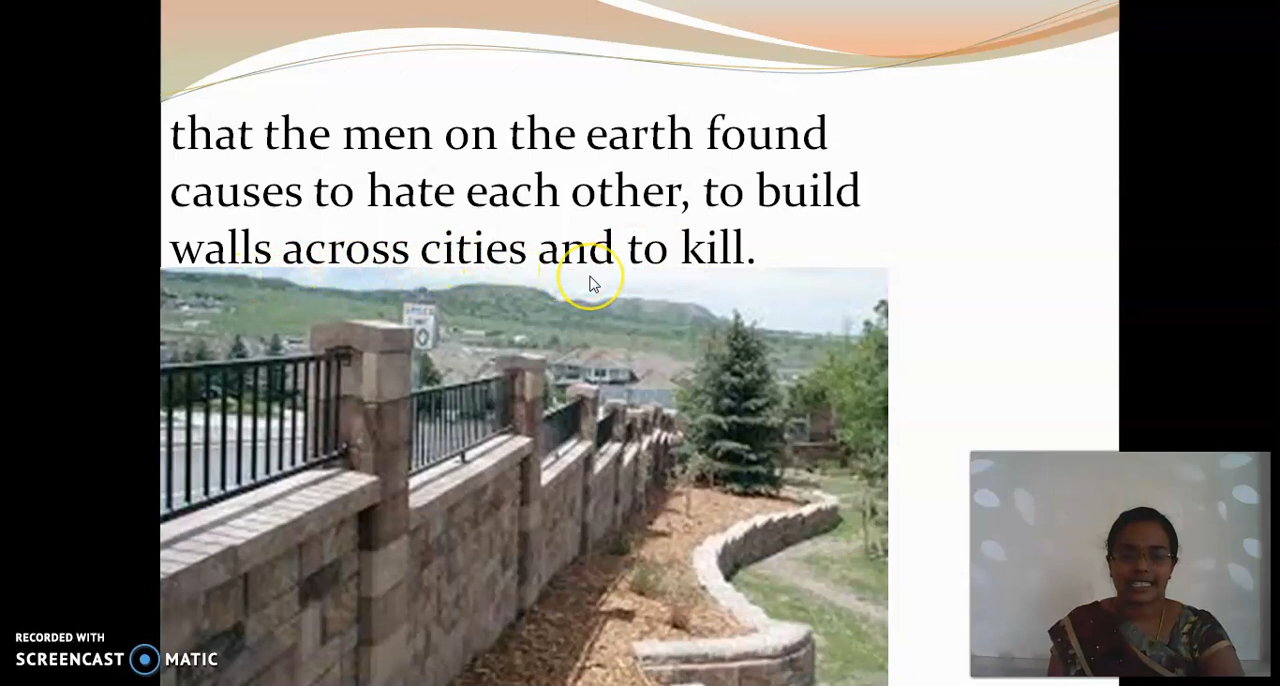 that the men on the earth found
causes to hate each other, to build
walls across cities and to kill.
RECORDED WITH
SCREENCAST MATIC